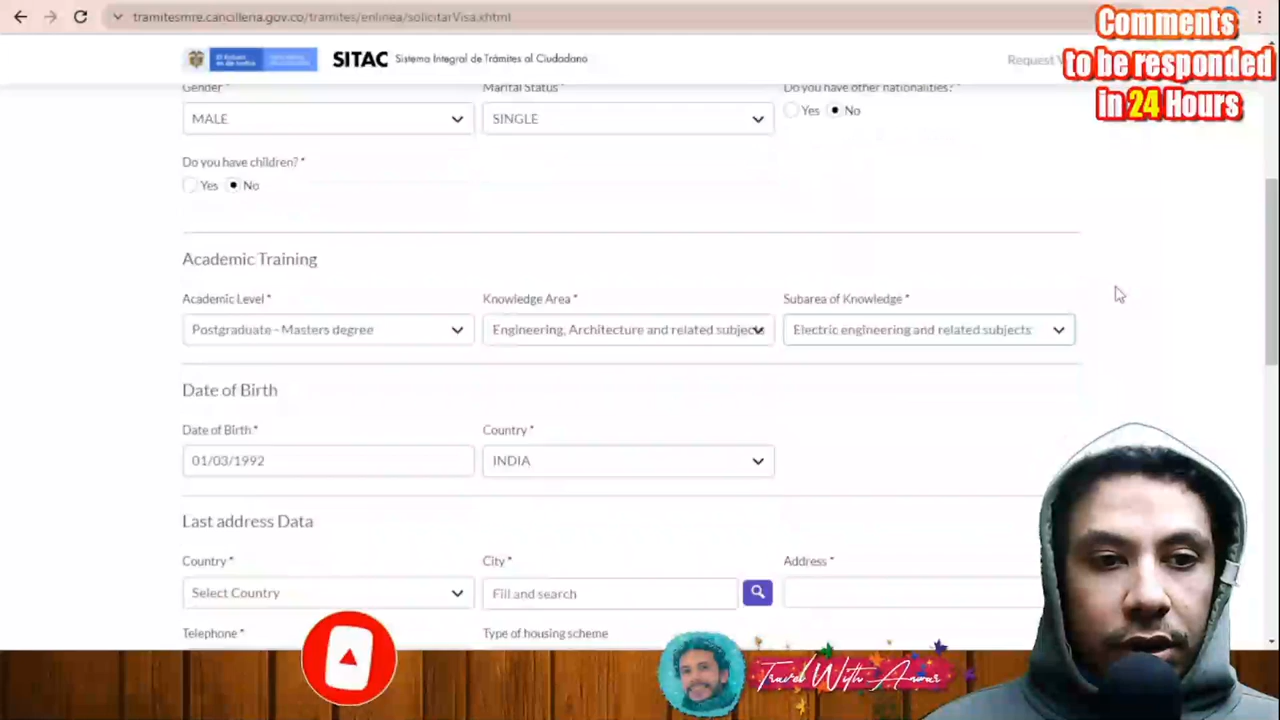 tramitesmre.cancilleria.gov.co/tramites/enlinea/solicitarVisa.xhtml
Comments
to be responded
in 24 Hours
SITAC Sistema Integral de Trámites al Ciudadano
Request
Gender * Marital Status * Do you have other nationalities? *
MALE SINGLE Yes No
Do you have children? *
Yes No
Academic Training
Academic Level * Knowledge Area * Subarea of Knowledge *
Postgraduate - Masters degree Engineering, Architecture and related subjects Electric engineering and related subjects
Date of Birth
Date of Birth * Country *
01/03/1992 INDIA
Last address Data
Country * City * Address *
Select Country Fill and search
Telephone * Type of housing scheme
Travel With Anwar